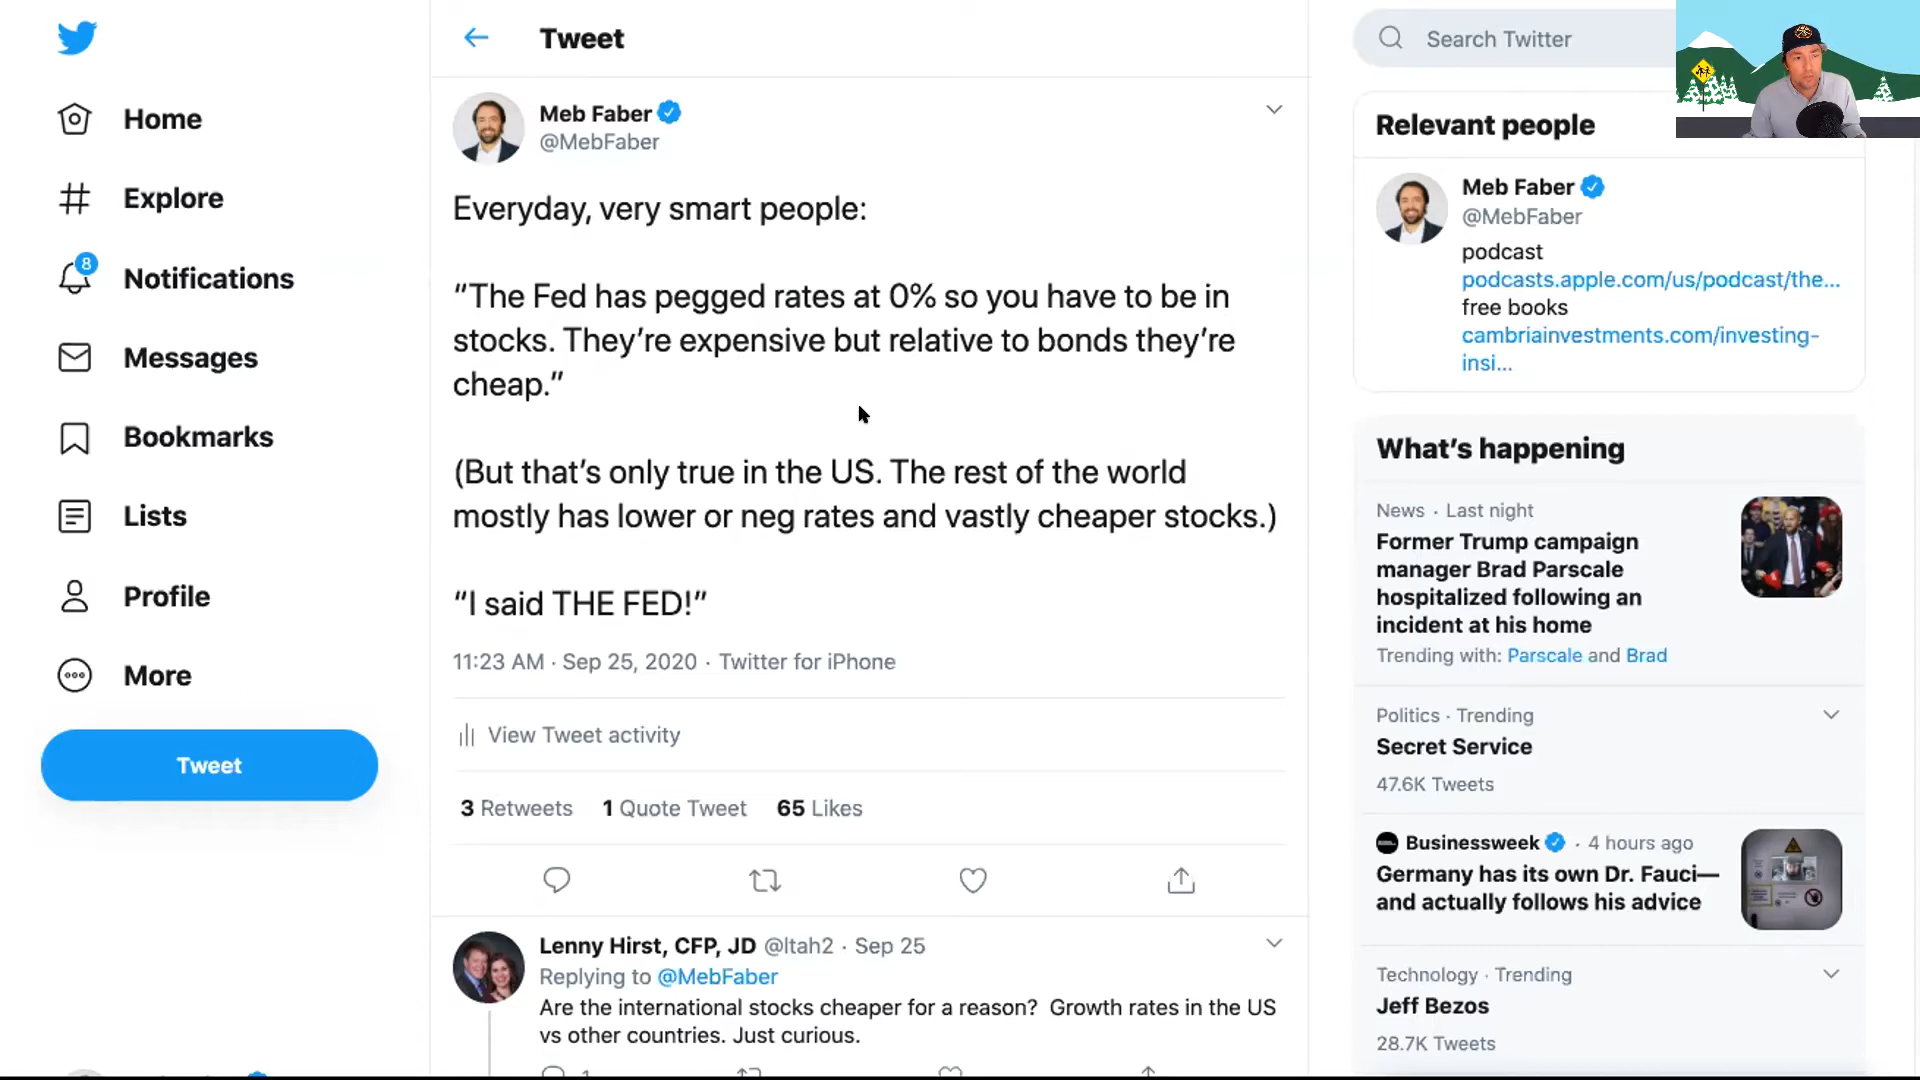 Home
Explore
8
Notifications
Messages
Bookmarks
Lists
Profile
More
Tweet
Tweet
Meb Faber
@MebFaber
Everyday, very smart people:
“The Fed has pegged rates at 0% so you have to be in
stocks. They’re expensive but relative to bonds they’re
cheap.”
(But that’s only true in the US. The rest of the world
mostly has lower or neg rates and vastly cheaper stocks.)
“I said THE FED!”
11:23 AM · Sep 25, 2020 · Twitter for iPhone
View Tweet activity
3 Retweets 1 Quote Tweet 65 Likes
Lenny Hirst, CFP, JD @ltah2 · Sep 25
Replying to @MebFaber
Are the international stocks cheaper for a reason? Growth rates in the US
vs other countries. Just curious.
1
Search Twitter
Relevant people
Meb Faber
@MebFaber
podcast
podcasts.apple.com/us/podcast/the...
free books
cambriainvestments.com/investing-
insi...
What’s happening
News · Last night
Former Trump campaign
manager Brad Parscale
hospitalized following an
incident at his home
Trending with: Parscale and Brad
Politics · Trending
Secret Service
47.6K Tweets
Businessweek · 4 hours ago
Germany has its own Dr. Fauci—
and actually follows his advice
Technology · Trending
Jeff Bezos
28.7K Tweets